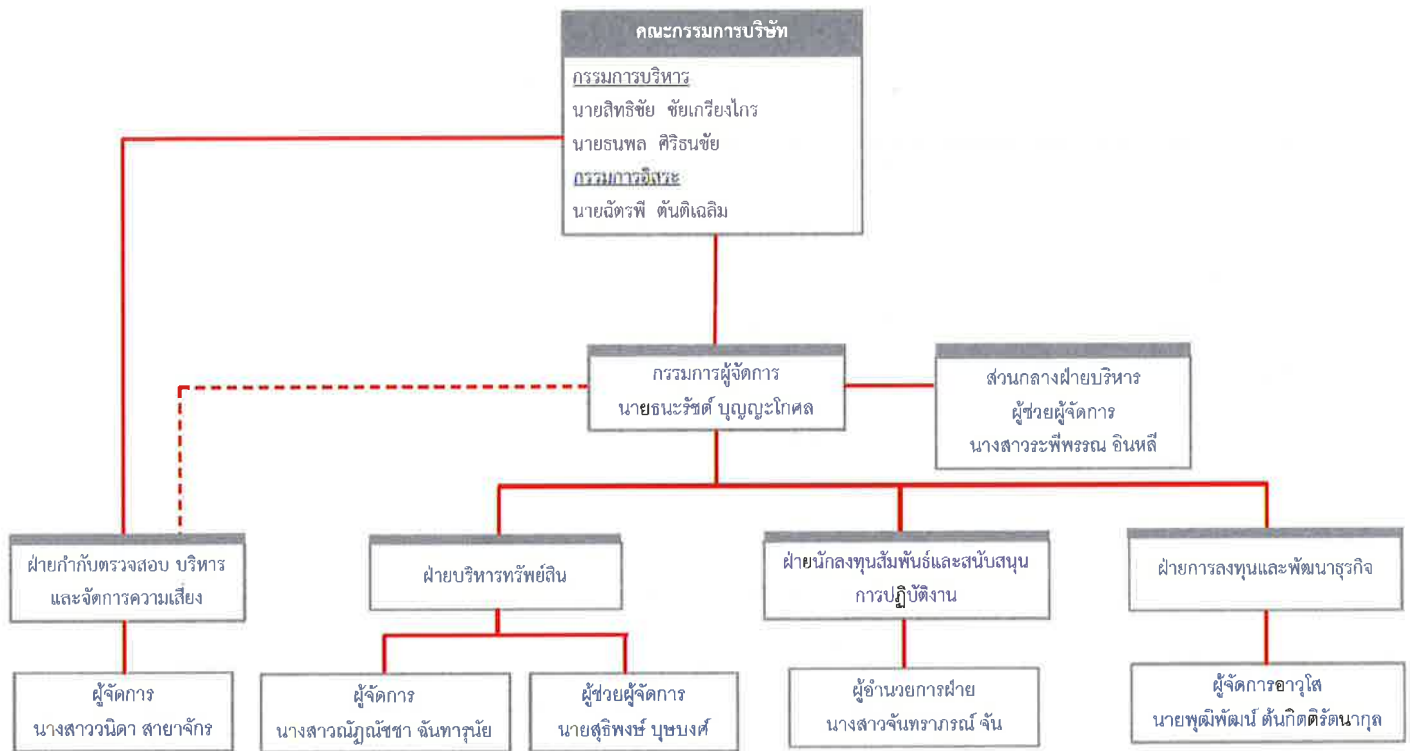 คณะกรรมการบริษัท
กรรมการบริหาร
นายสิทธิชัย ชัยเกรียงไกร
นายธนพล ศิริธนชัย
กรรมการอิสระ
นายฉัตรพี ตันติเฉลิม
กรรมการผู้จัดการ
นายธนะรัชต์ บุญญะโกศล
ส่วนกลางฝ่ายบริหาร
ผู้ช่วยผู้จัดการ
นางสาวระพีพรรณ อินหลี
ฝ่ายกำกับตรวจสอบ บริหาร
และจัดการความเสี่ยง
ฝ่ายบริหารทรัพย์สิน
ฝ่ายนักลงทุนสัมพันธ์และสนับสนุน
การปฏิบัติงาน
ฝ่ายการลงทุนและพัฒนาธุรกิจ
ผู้จัดการ
นางสาววนิดา สายาจักร
ผู้จัดการ
นางสาวณัฏณัชชา ฉันทารุนัย
ผู้ช่วยผู้จัดการ
นายสุธิพงษ์ บุษบงศ์
ผู้อำนวยการฝ่าย
นางสาวจันทราภรณ์ จัน
ผู้จัดการอาวุโส
นายพุฒิพัฒน์ ต้นกิตติรัตนากุล